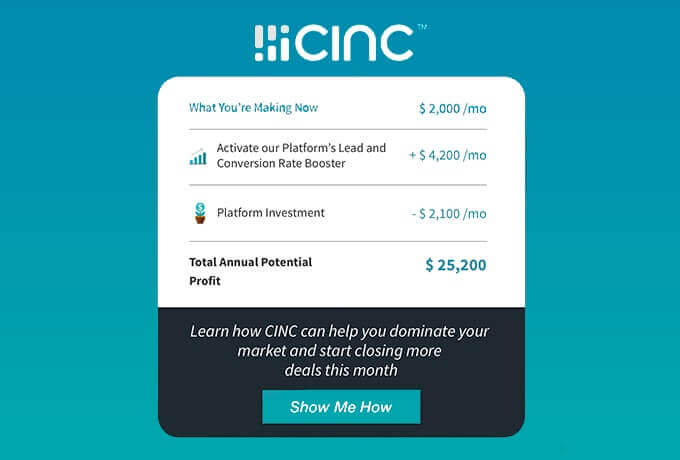 CINC™
What You're Making Now $ 2,000 /mo
Activate our Platform's Lead and
Conversion Rate Booster + $ 4,200 /mo
Platform Investment - $ 2,100 /mo
Total Annual Potential
Profit $ 25,200
Learn how CINC can help you dominate your
market and start closing more
deals this month
Show Me How